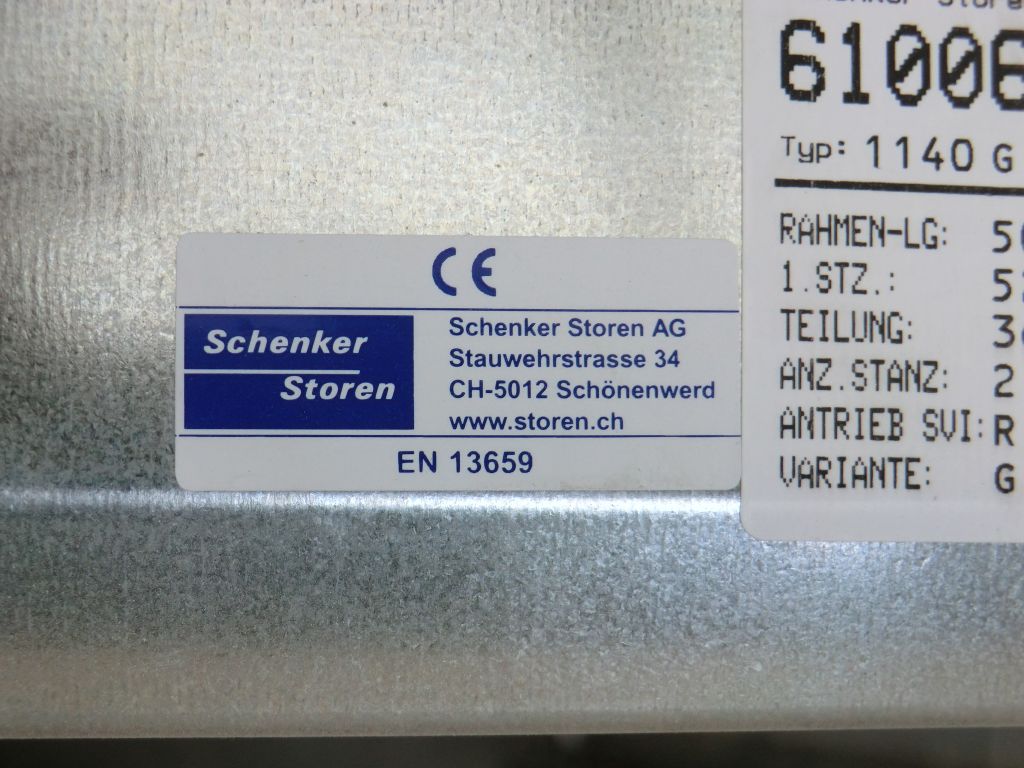 CE
Schenker
Storen
Schenker Storen AG
Stauwehrstrasse 34
CH-5012 Schönenwerd
www.storen.ch
EN 13659
61006
Typ: 1140 G
RAHMEN-LG:
1.STZ.:
TEILUNG:
ANZ.STANZ: 2
ANTRIEB SVI: R
VARIANTE: G